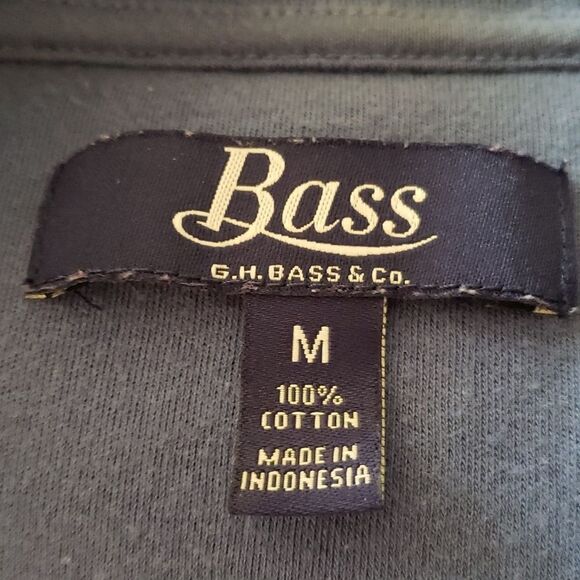 Bass
G.H. BASS & CO.
M
100%
COTTON
MADE IN
INDONESIA